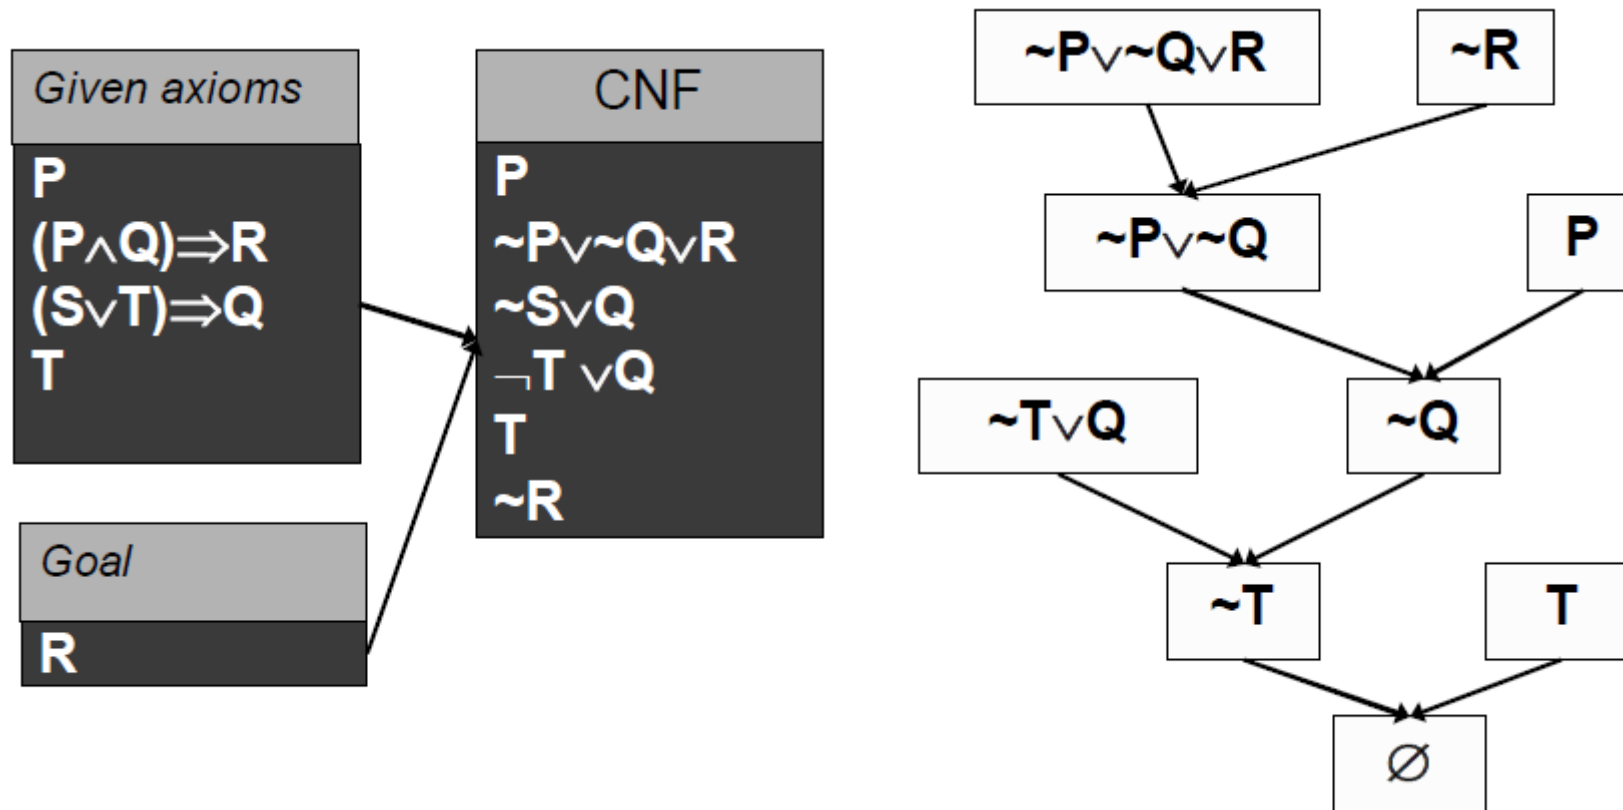 Given axioms
P
(P∧Q)⇒R
(S∨T)⇒Q
T
Goal
R
CNF
P
~P∨~Q∨R
~S∨Q
¬T ∨Q
T
~R
~P∨~Q∨R
~R
~P∨~Q
P
~T∨Q
~Q
~T
T
∅